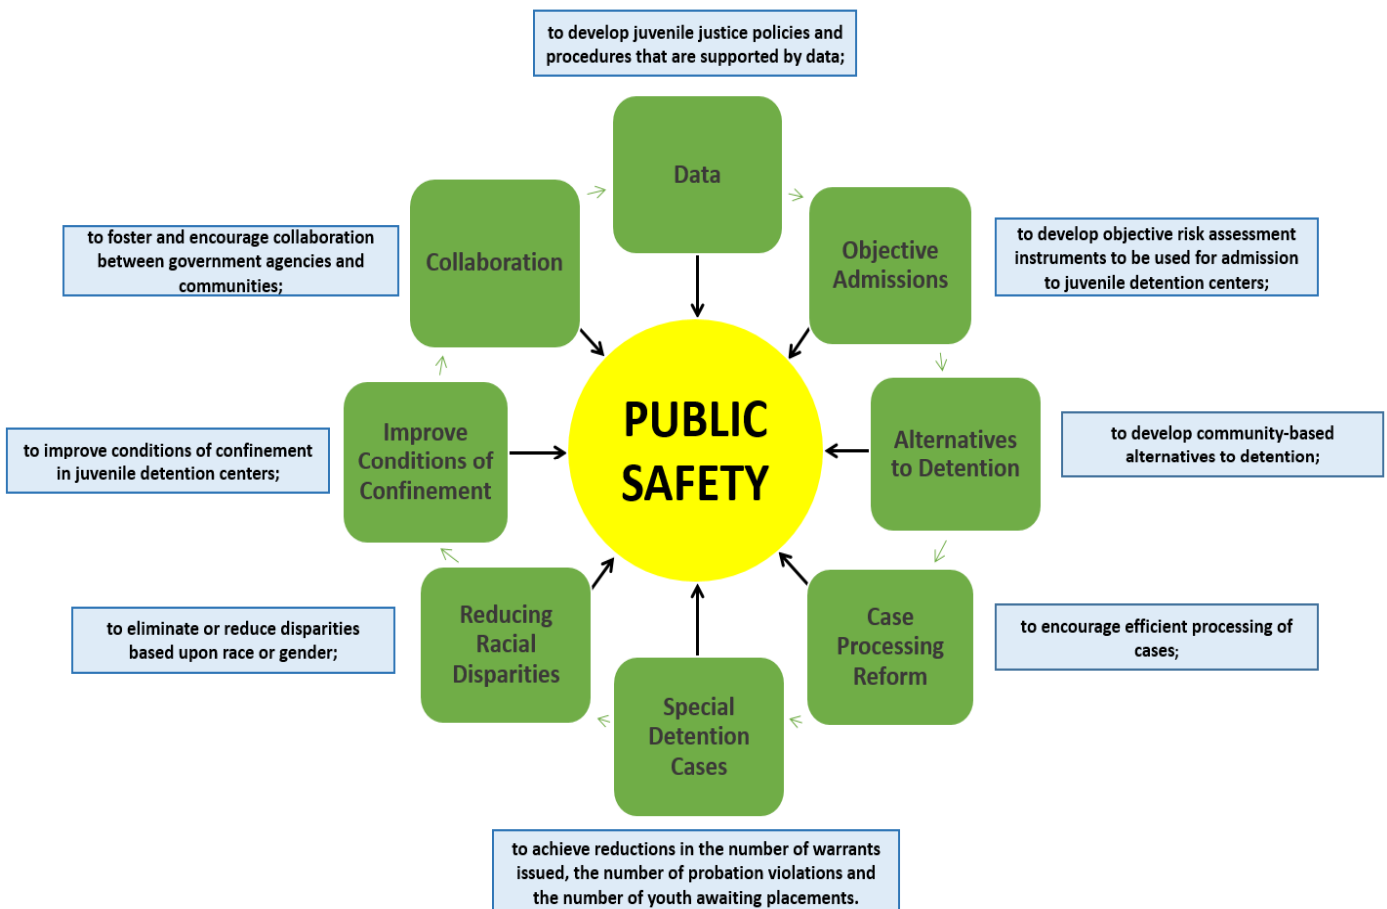 to develop juvenile justice policies and
procedures that are supported by data;
Data
Collaboration
to foster and encourage collaboration
between government agencies and
communities;
Objective
Admissions
to develop objective risk assessment
instruments to be used for admission
to juvenile detention centers;
PUBLIC
SAFETY
Improve
Conditions of
Confinement
to improve conditions of confinement
in juvenile detention centers;
Alternatives
to Detention
to develop community-based
alternatives to detention;
Reducing
Racial
Disparities
to eliminate or reduce disparities
based upon race or gender;
Case
Processing
Reform
to encourage efficient processing of
cases;
Special
Detention
Cases
to achieve reductions in the number of warrants
issued, the number of probation violations and
the number of youth awaiting placements.